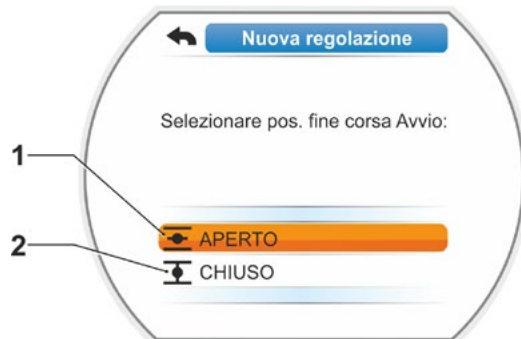 Nuova regolazione
Selezionare pos. fine corsa Avvio:
1
APERTO
2
CHIUSO